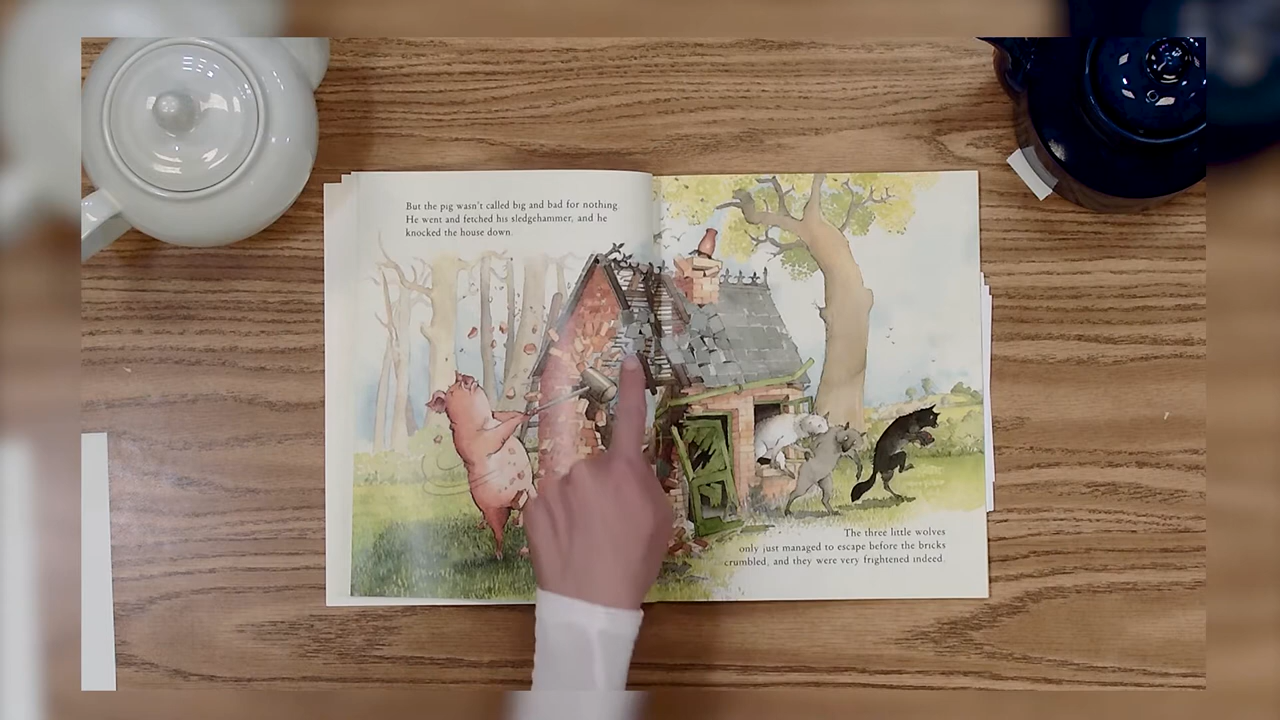 But the pig wasn't called big and bad for nothing.
He went and fetched his sledgehammer, and he
knocked the house down.
The three little wolves
only just managed to escape before the bricks
crumbled, and they were very frightened indeed.